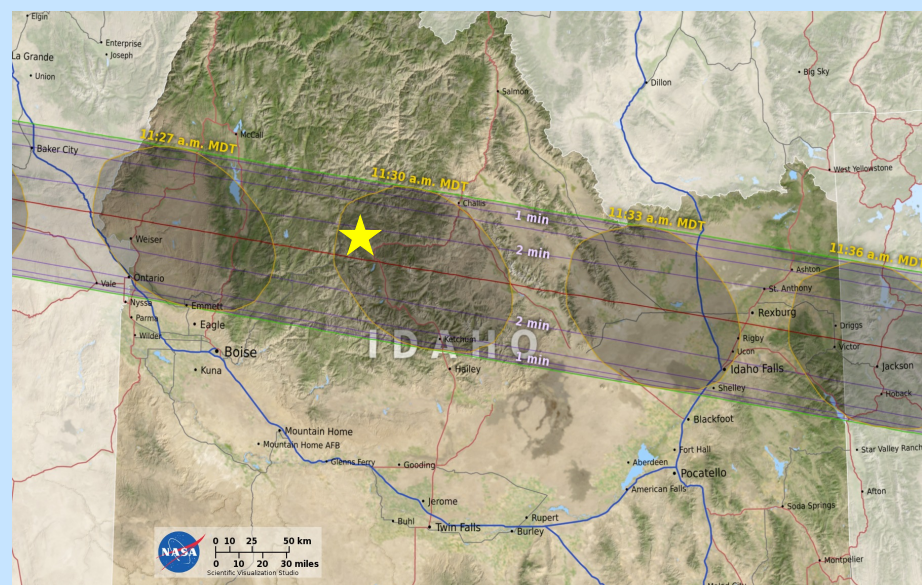 Elgin
La Grande
Enterprise
Joseph
Union
Big Sky
Dillon
Salmon
McCall
11:27 a.m. MDT
Baker City
West Yellowstone
11:30 a.m. MDT
Challis
1 min
11:33 a.m. MDT
Weiser
2 min
11:36 a.m. MDT
Ashton
Ontario
Vale
St. Anthony
Nyssa
Emmett
Parma
Rexburg
Eagle
2 min
Driggs
Wilder
Ketchum
Rigby
IDAHO
Victor
Boise
Ucon
1 min
Jackson
Kuna
Hailey
Idaho Falls
Shelley
Hoback
Blackfoot
Mountain Home
Mountain Home AFB
Fort Hall
Star Valley Ranch
Glenns Ferry
Gooding
Aberdeen
Pocatello
American Falls
Afton
Jerome
Soda Springs
Buhl
Twin Falls
Rupert
Burley
NASA
0 10 25 50 km
0 10 20 30 miles
Scientific Visualization Studio
Montpelier